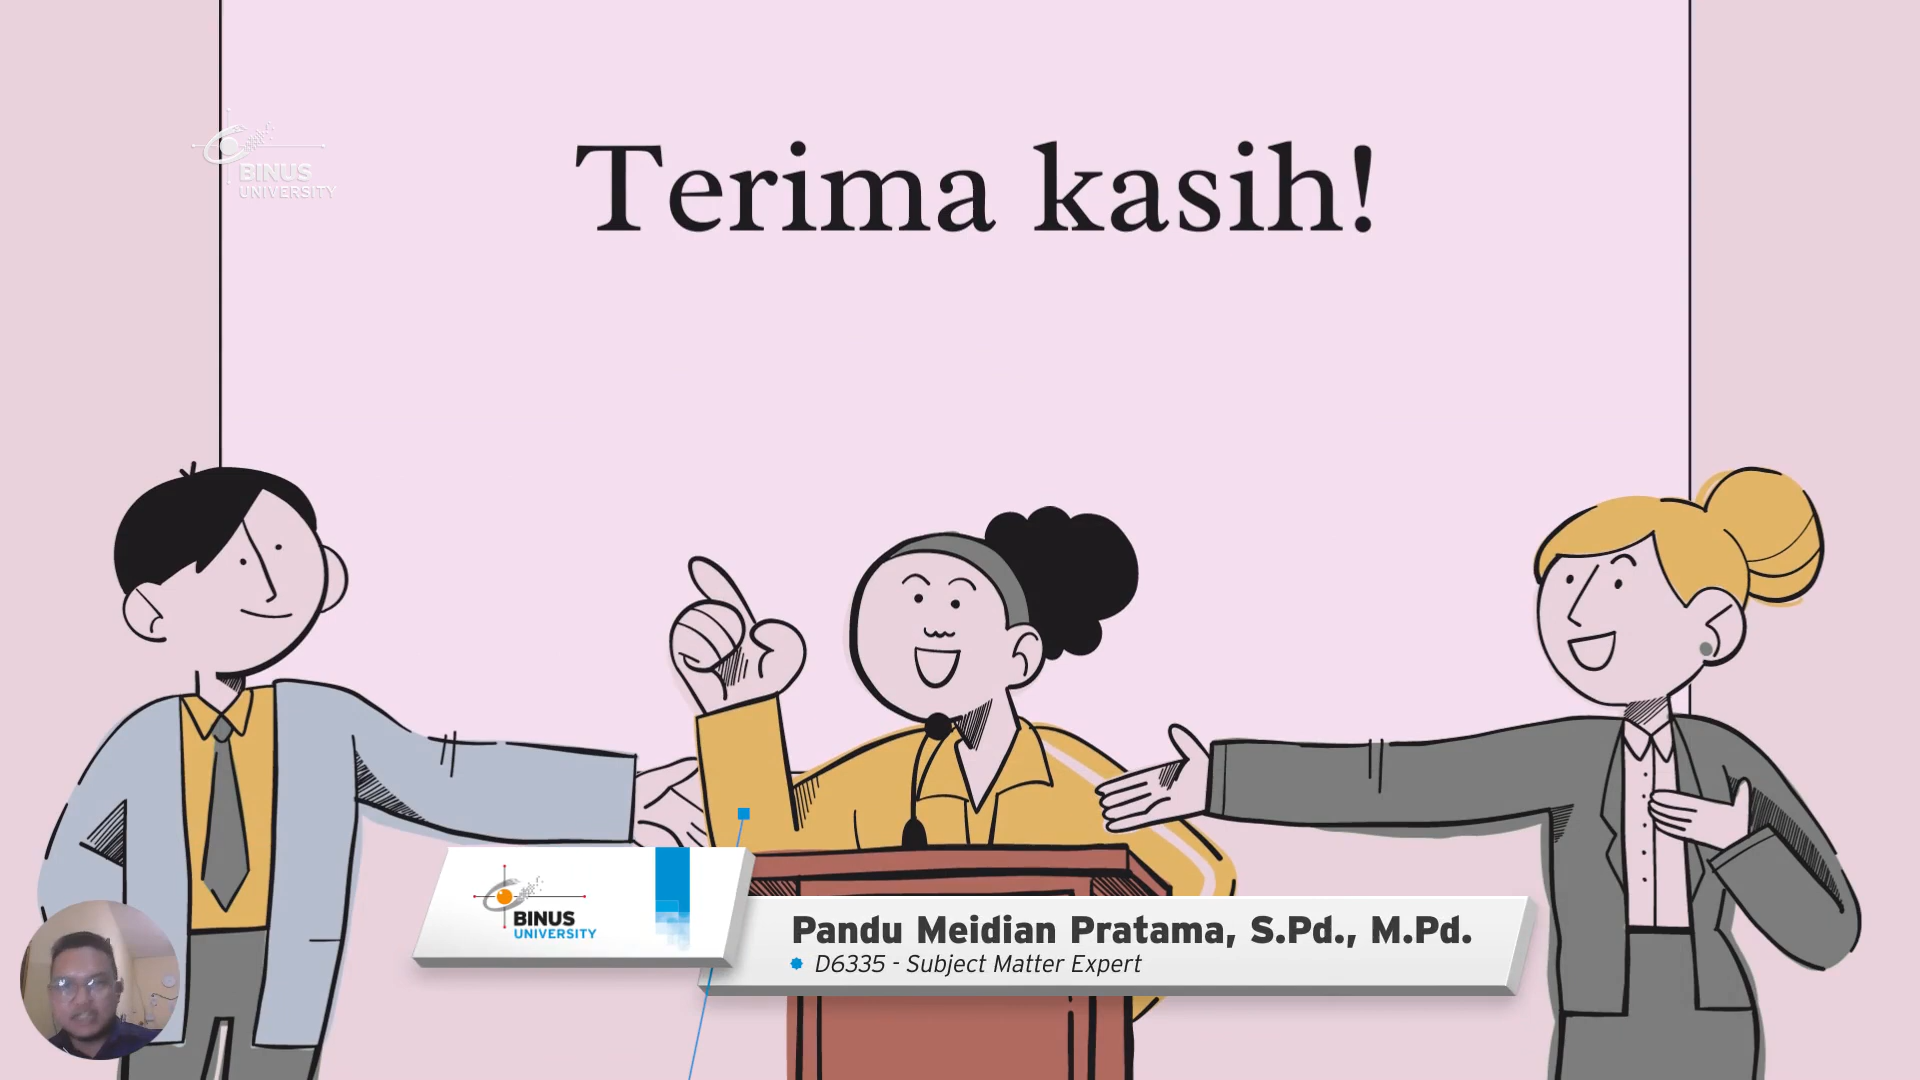 BINUS
UNIVERSITY
Terima kasih!
BINUS
UNIVERSITY
Pandu Meidian Pratama, S.Pd., M.Pd.
D6335 - Subject Matter Expert